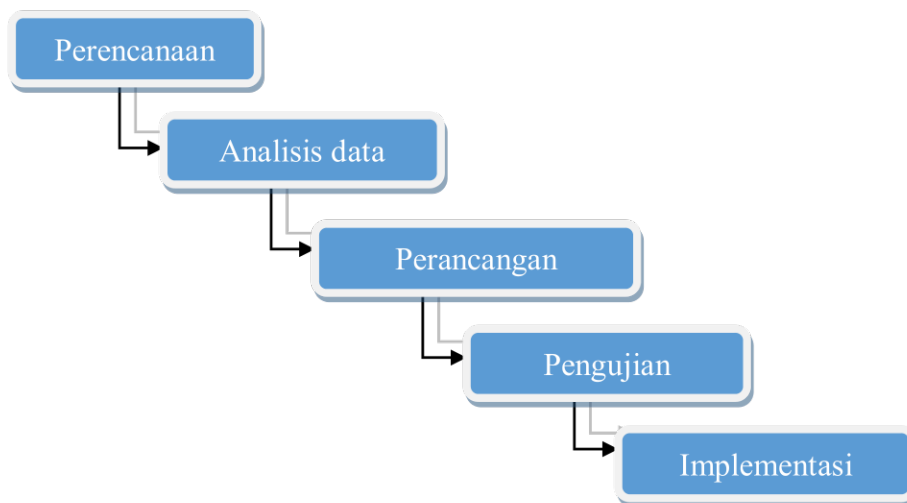 Perencanaan
Analisis data
Perancangan
Pengujian
Implementasi